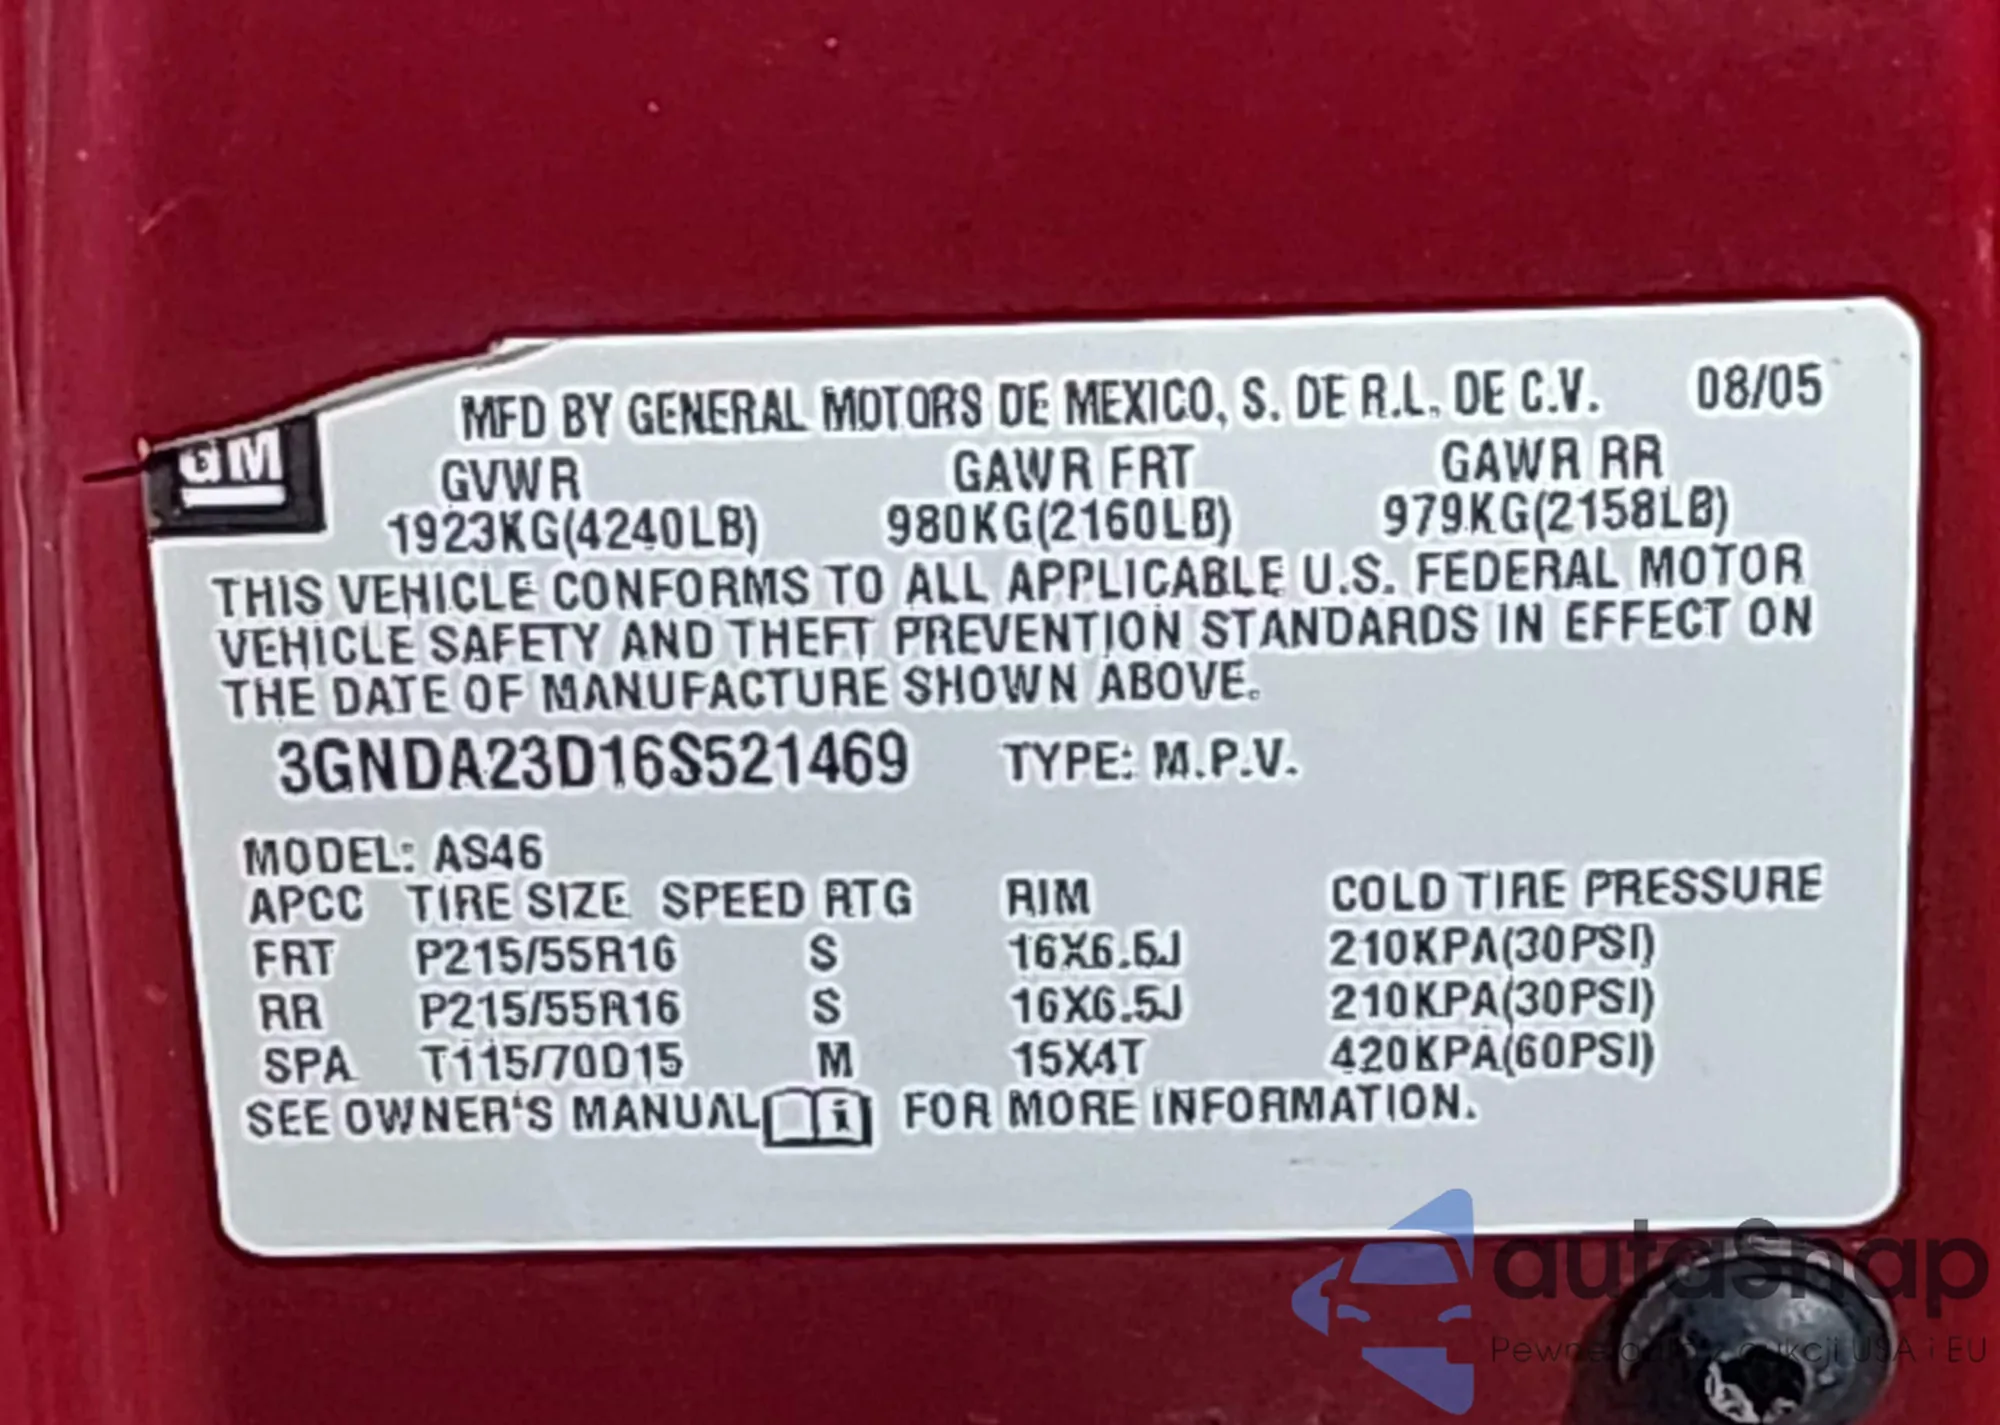 MFD BY GENERAL MOTORS DE MEXICO, S. DE R.L. DE C.V. 08/05
GM
GVWR GAWR FRT GAWR RR
1923KG(4240LB) 980KG(2160LB) 979KG(2158LB)
THIS VEHICLE CONFORMS TO ALL APPLICABLE U.S. FEDERAL MOTOR
VEHICLE SAFETY AND THEFT PREVENTION STANDARDS IN EFFECT ON
THE DATE OF MANUFACTURE SHOWN ABOVE.
3GNDA23D16S521469 TYPE: M.P.V.
MODEL: AS46
APCC TIRE SIZE SPEED RTG RIM COLD TIRE PRESSURE
FRT P215/55R16 S 16X6.5J 210KPA(30PSI)
RR P215/55R16 S 16X6.5J 210KPA(30PSI)
SPA T115/70D15 M 15X4T 420KPA(60PSI)
SEE OWNER'S MANUAL i FOR MORE INFORMATION.
autaSnap
z aukcji USA i EU